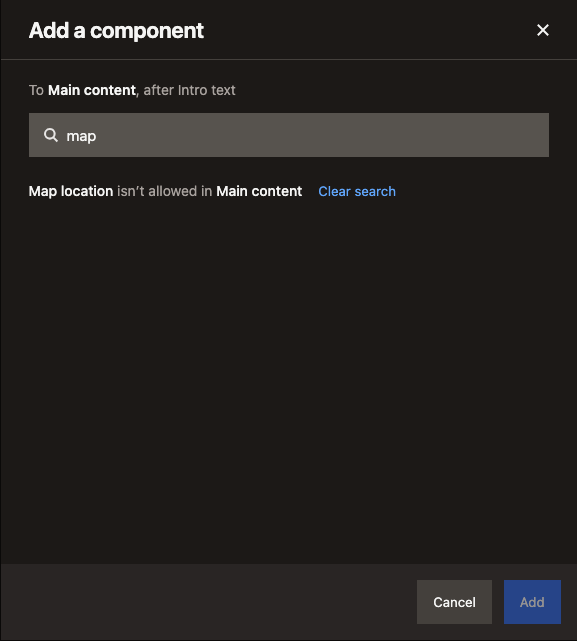 Add a component
To Main content, after Intro text
map
Map location isn’t allowed in Main content Clear search
Cancel Add